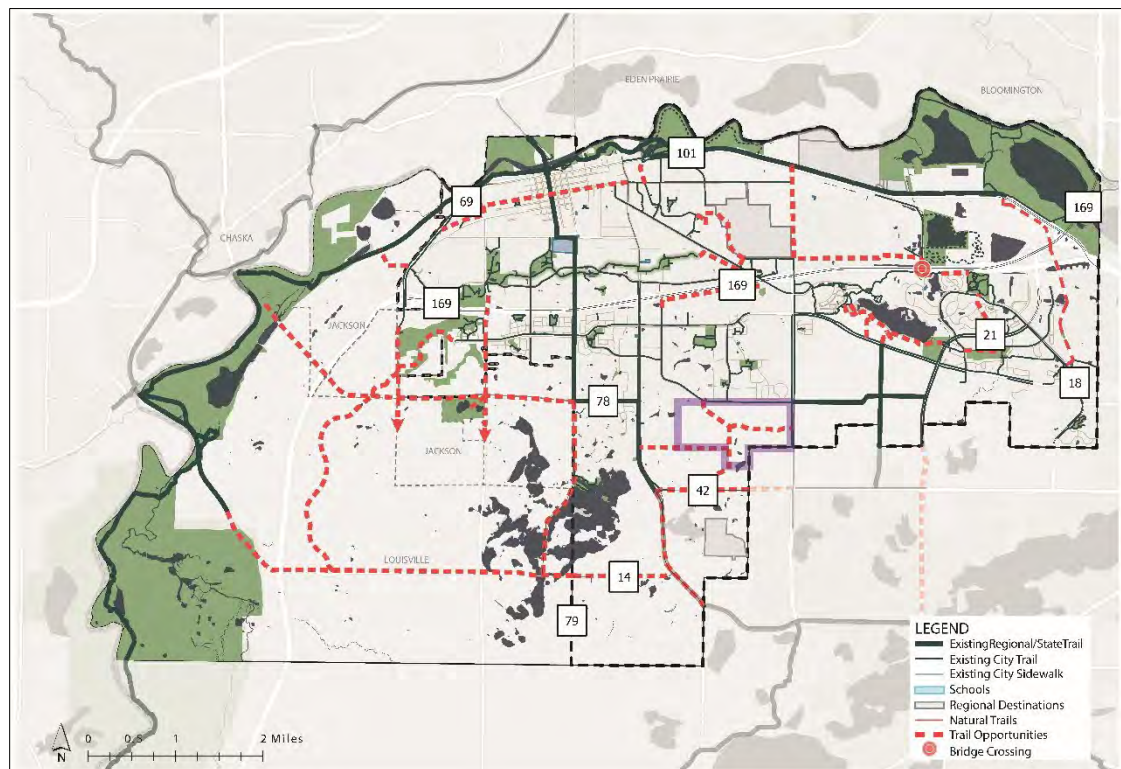 EDEN PRAIRIE
BLOOMINGTON
101
69
169
CHASKA
169
169
JACKSON
21
18
78
JACKSON
42
LOUISVILLE
14
79
LEGEND
ExistingRegional/StateTrail
Existing City Trail
Existing City Sidewalk
Schools
Regional Destinations
Natural Trails
Trail Opportunities
Bridge Crossing
N
0 0.5 1 2 Miles